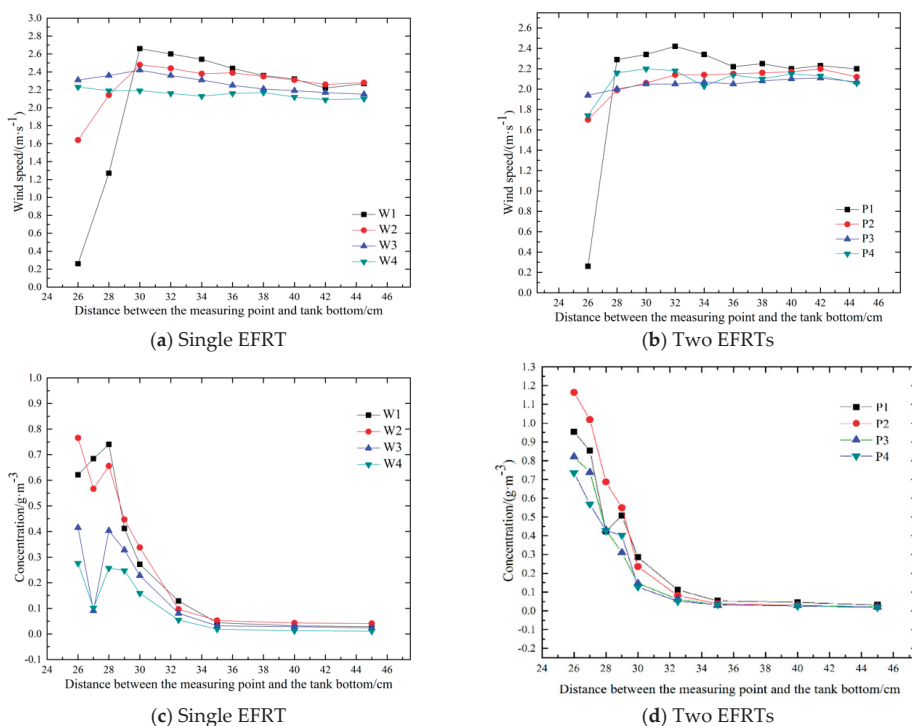 3.0
2.8
2.6
2.4
2.2
2.0
1.8
1.6
1.4
1.2
1.0
0.8
0.6
0.4
0.2
0.0
Wind speed/(m·s⁻¹)
W1
W2
W3
W4
24 26 28 30 32 34 36 38 40 42 44 46
Distance between the measuring point and tank bottom/cm
(a) Single EFRT
2.6
2.4
2.2
2.0
1.8
1.6
1.4
1.2
1.0
0.8
0.6
0.4
0.2
0.0
Wind speed/(m·s⁻¹)
P1
P2
P3
P4
24 26 28 30 32 34 36 38 40 42 44 46
Distance between the measuring point and the tank bottom/cm
(b) Two EFRTs
1.0
0.9
0.8
0.7
0.6
0.5
0.4
0.3
0.2
0.1
0.0
-0.1
Concentration/g·m⁻³)
W1
W2
W3
W4
24 26 28 30 32 34 36 38 40 42 44 46
Distance between the measuring point and the tank bottom/cm
(c) Single EFRT
1.3
1.2
1.1
1.0
0.9
0.8
0.7
0.6
0.5
0.4
0.3
0.2
0.1
0.0
-0.2
Concentration/(g·m⁻³)
P1
P2
P3
P4
24 26 28 30 32 34 36 38 40 42 44 46
Distance between the measuring point and the tank bottom/cm
(d) Two EFRTs